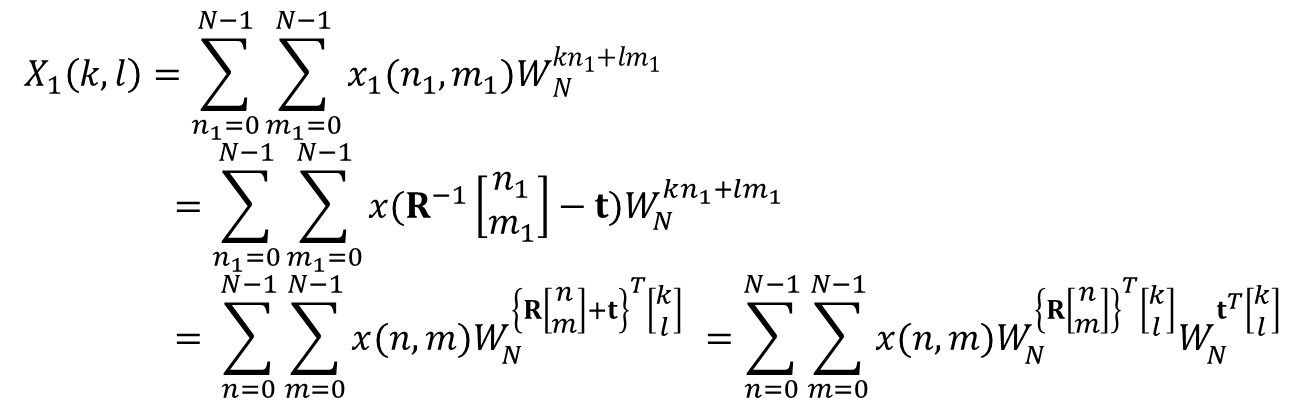 $X_1(k,l) = \sum_{n_1=0}^{N-1} \sum_{m_1=0}^{N-1} x_1(n_1,m_1) W_N^{kn_1+lm_1}$
$= \sum_{n_1=0}^{N-1} \sum_{m_1=0}^{N-1} x(\mathbf{R}^{-1} \begin{bmatrix} n_1 \\ m_1 \end{bmatrix} - \mathbf{t}) W_N^{kn_1+lm_1}$
$= \sum_{n=0}^{N-1} \sum_{m=0}^{N-1} x(n,m) W_N^{\left\{\mathbf{R}\begin{bmatrix} n \\ m \end{bmatrix}+\mathbf{t}\right\}^T \begin{bmatrix} k \\ l \end{bmatrix}} = \sum_{n=0}^{N-1} \sum_{m=0}^{N-1} x(n,m) W_N^{\left\{\mathbf{R}\begin{bmatrix} n \\ m \end{bmatrix}\right\}^T \begin{bmatrix} k \\ l \end{bmatrix}} W_N^{\mathbf{t}^T \begin{bmatrix} k \\ l \end{bmatrix}}$